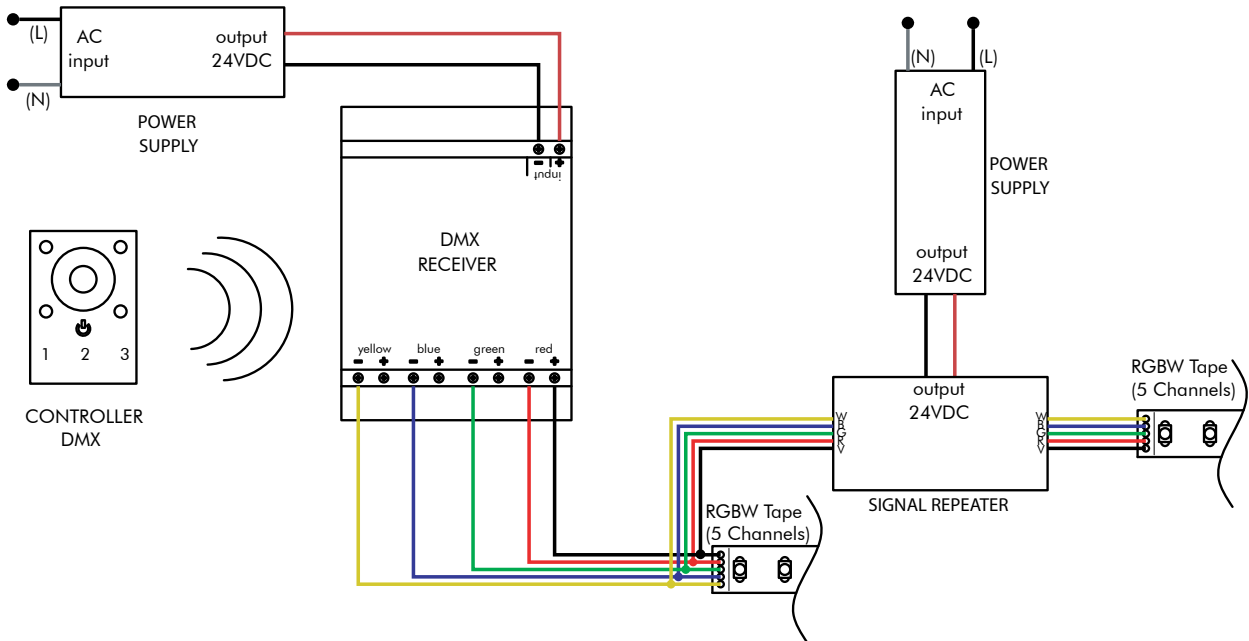 (L)
AC
input
output
24VDC
(N)
POWER
SUPPLY
- +
input
DMX
RECEIVER
yellow blue green red
- + - + - + - +
1 2 3
CONTROLLER
DMX
(N) (L)
AC
input
POWER
SUPPLY
output
24VDC
output
24VDC
W
B
G
R
V
W
B
G
R
V
SIGNAL REPEATER
RGBW Tape
(5 Channels)
RGBW Tape
(5 Channels)